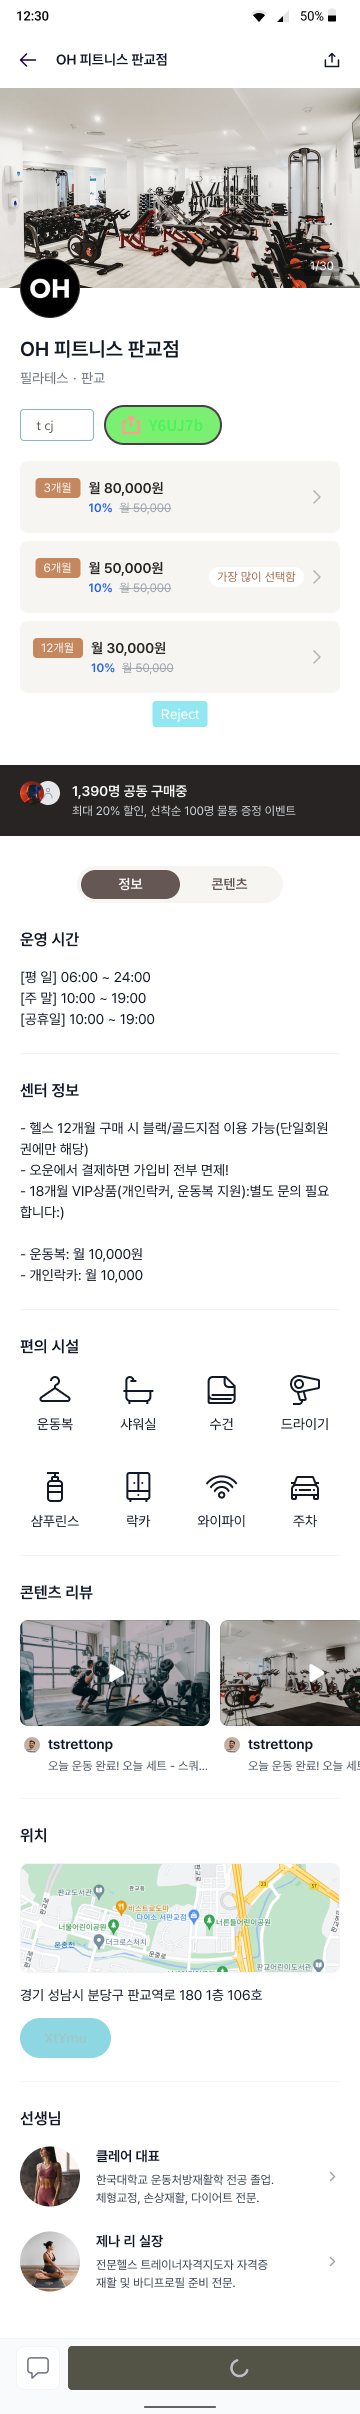 12:30
50%
OH 피트니스 판교점
1/30
OH
OH 피트니스 판교점
필라테스 · 판교
t cj
Y6UJ7b
3개월 월 80,000원
10% 월 50,000
6개월 월 50,000원
10% 월 50,000
가장 많이 선택함
12개월 월 30,000원
10% 월 50,000
Reject
1,390명 공동 구매중
최대 20% 할인, 선착순 100명 물통 증정 이벤트
정보 콘텐츠
운영 시간
[평 일] 06:00 ~ 24:00
[주 말] 10:00 ~ 19:00
[공휴일] 10:00 ~ 19:00
센터 정보
- 헬스 12개월 구매 시 블랙/골드지점 이용 가능(단일회원
권에만 해당)
- 오운에서 결제하면 가입비 전부 면제!
- 18개월 VIP상품(개인락커, 운동복 지원):별도 문의 필요
합니다:)
- 운동복: 월 10,000원
- 개인락카: 월 10,000
편의 시설
운동복 샤워실 수건 드라이기
샴푸린스 락카 와이파이 주차
콘텐츠 리뷰
tstrettonp
오늘 운동 완료! 오늘 세트 - 스쿼...
tstrettonp
오늘 운동 완료! 오늘 세트
위치
판교도서관
판교동
비스트로도마
다이소 서판교점
너울어린이공원
너른들어린이공원
더크로스처치
운중천
운중로
판교어린이도서관
판교로
경기 성남시 분당구 판교역로 180 1층 106호
XtYmu
선생님
클레어 대표
한국대학교 운동처방재활학 전공 졸업.
체형교정, 손상재활, 다이어트 전문.
제나 리 실장
전문헬스 트레이너자격지도자 자격증
재활 및 바디프로필 준비 전문.